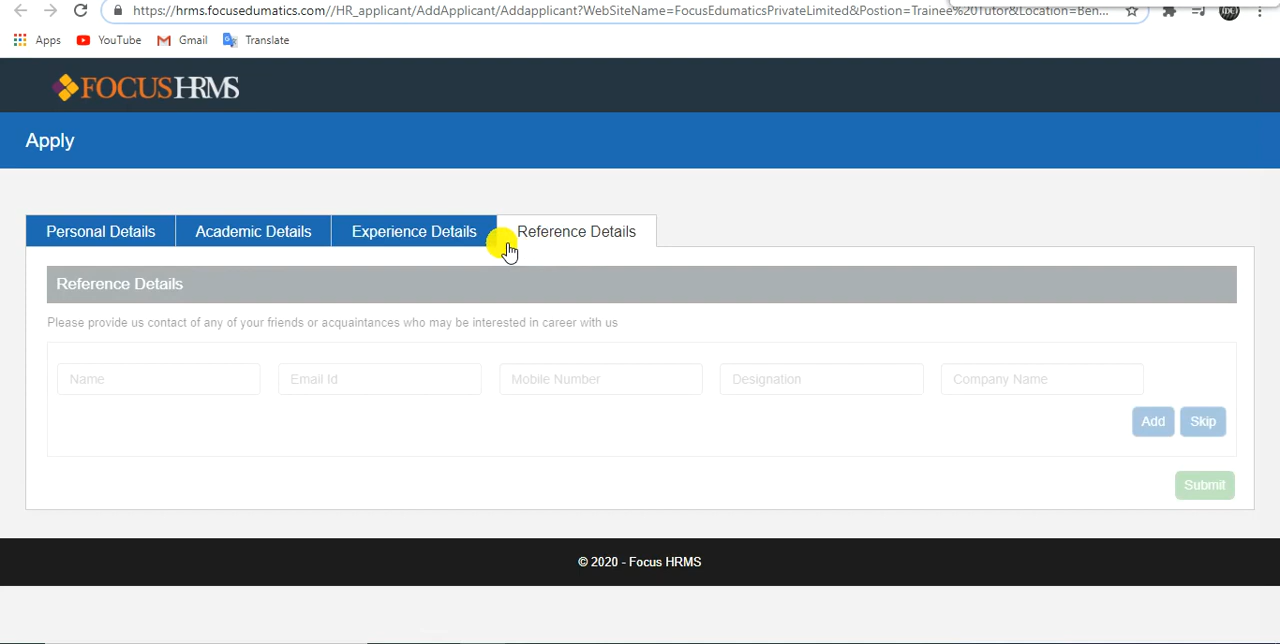 https://hrms.focusedumatics.com//HR_applicant/AddApplicant/Addapplicant?WebSiteName=FocusEdumaticsPrivateLimited&Postion=Trainee%20Tutor&Location=Ben...
Apps YouTube Gmail Translate
FOCUS HRMS
Apply
Personal Details Academic Details Experience Details Reference Details
Reference Details
Please provide us contact of any of your friends or acquaintances who may be interested in career with us
Name Email Id Mobile Number Designation Company Name
Add Skip
Submit
© 2020 - Focus HRMS